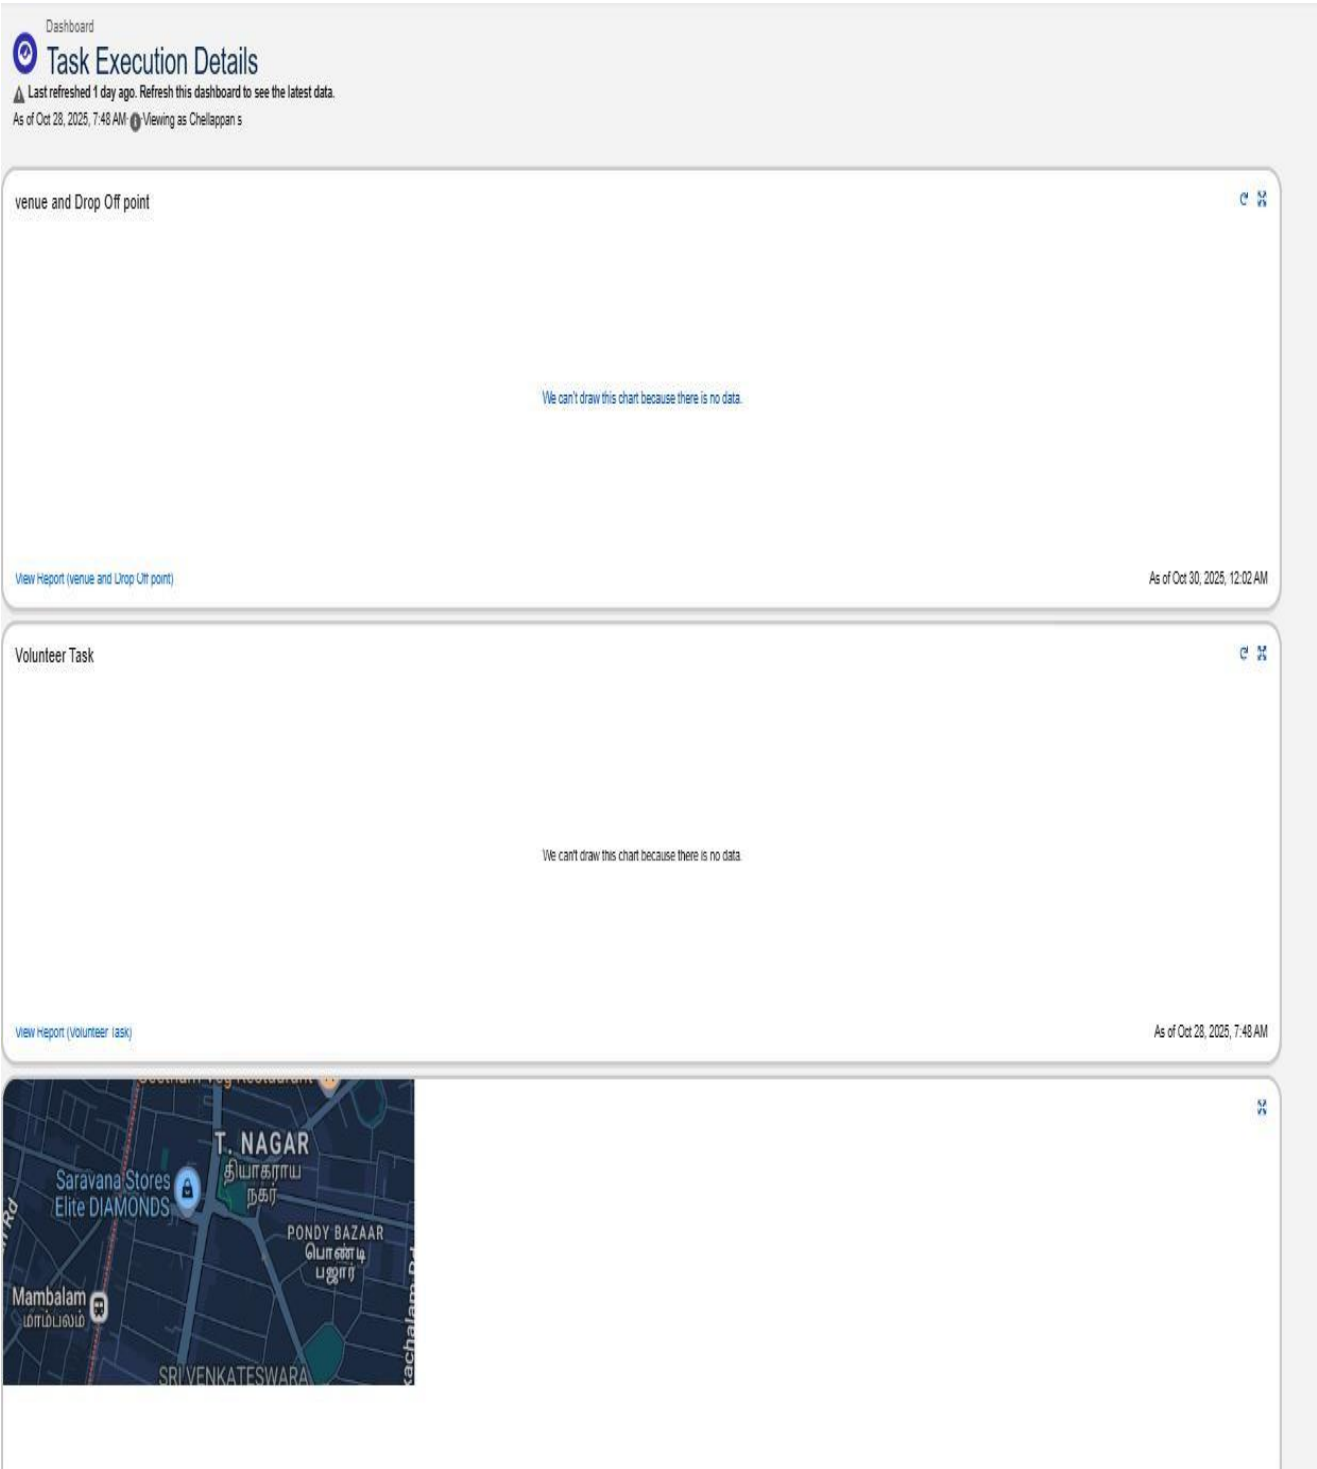 Dashboard
Task Execution Details
Last refreshed 1 day ago. Refresh this dashboard to see the latest data.
As of Oct 28, 2025, 7:48 AM Viewing as Chellappan s
venue and Drop Off point
We can't draw this chart because there is no data.
View Report (venue and Drop Off point)
As of Oct 30, 2025, 12:02 AM
Volunteer Task
We can't draw this chart because there is no data.
View Report (Volunteer Task)
As of Oct 28, 2025, 7:48 AM
Veg Restaurant
T. NAGAR
தியாகராய
நகர்
Saravana Stores
Elite DIAMONDS
PONDY BAZAAR
பொண்டி
பஜார்
Mambalam
மாம்பலம்
Rd
achalam Rd
SRI VENKATESWARA